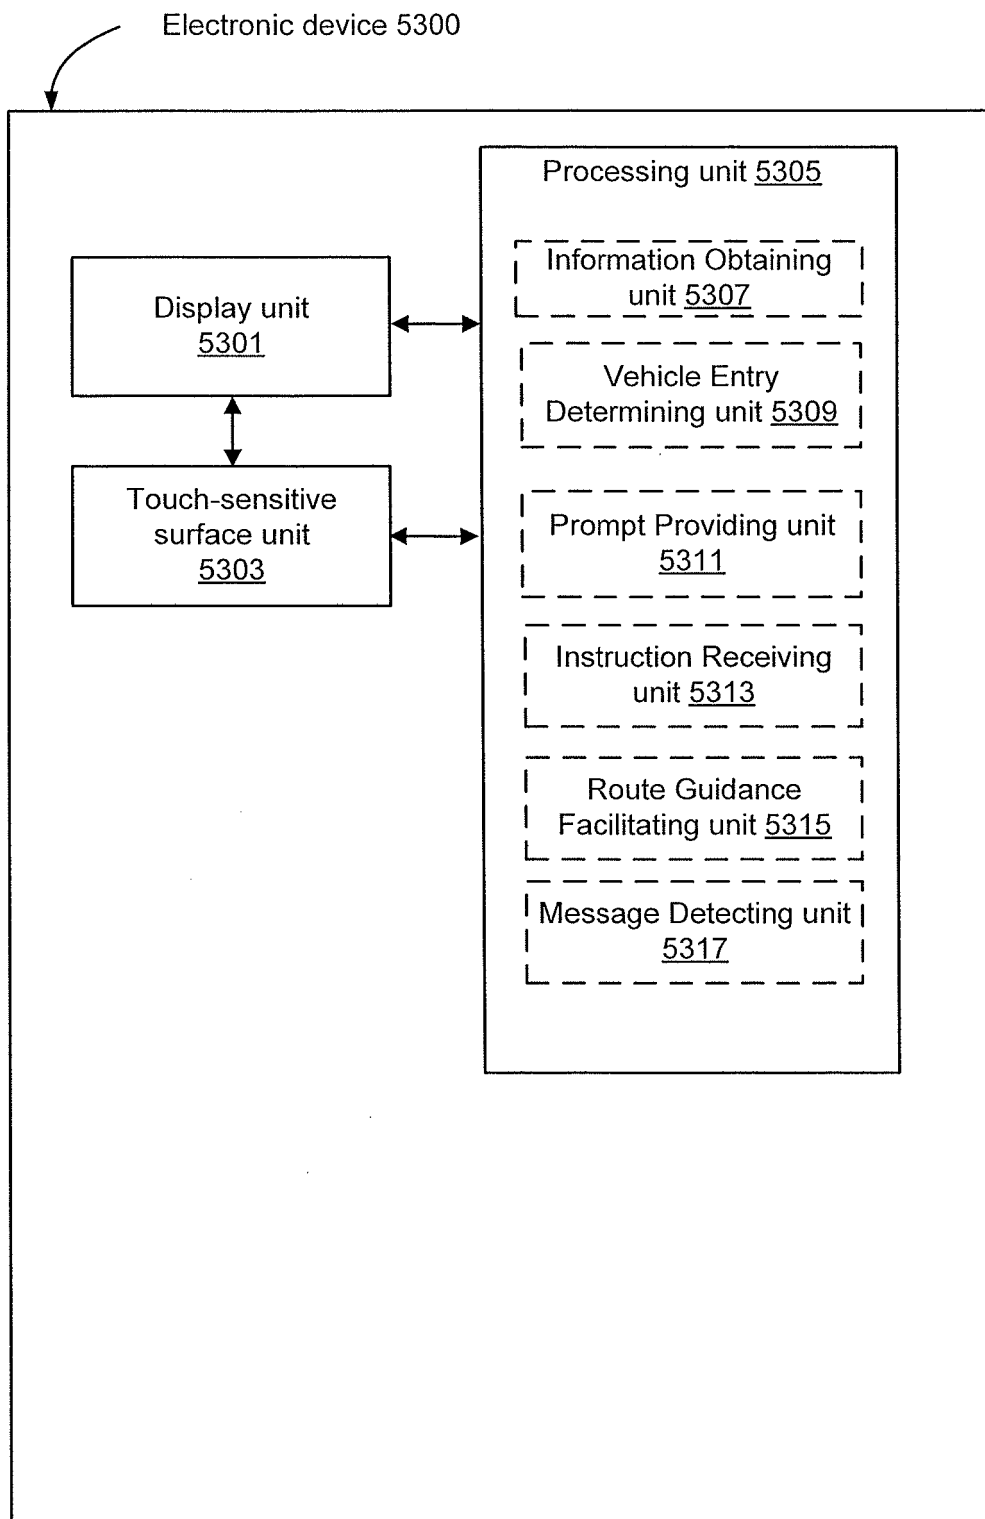 Electronic device 5300
Processing unit 5305
Information Obtaining
unit 5307
Display unit
5301
Vehicle Entry
Determining unit 5309
Touch-sensitive
surface unit
5303
Prompt Providing unit
5311
Instruction Receiving
unit 5313
Route Guidance
Facilitating unit 5315
Message Detecting unit
5317